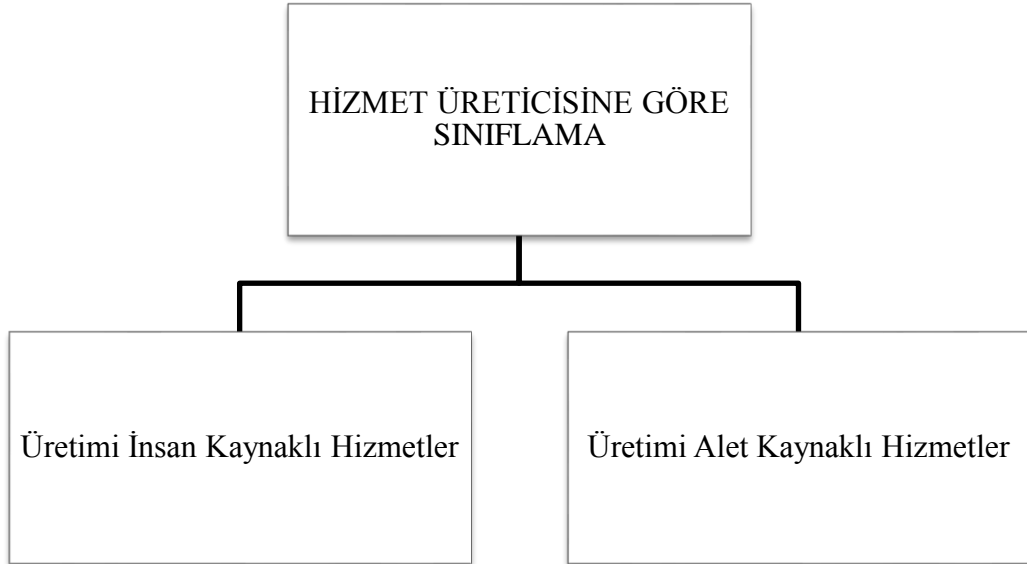 HİZMET ÜRETİCİSİNE GÖRE
SINIFLAMA
Üretimi İnsan Kaynaklı Hizmetler
Üretimi Alet Kaynaklı Hizmetler